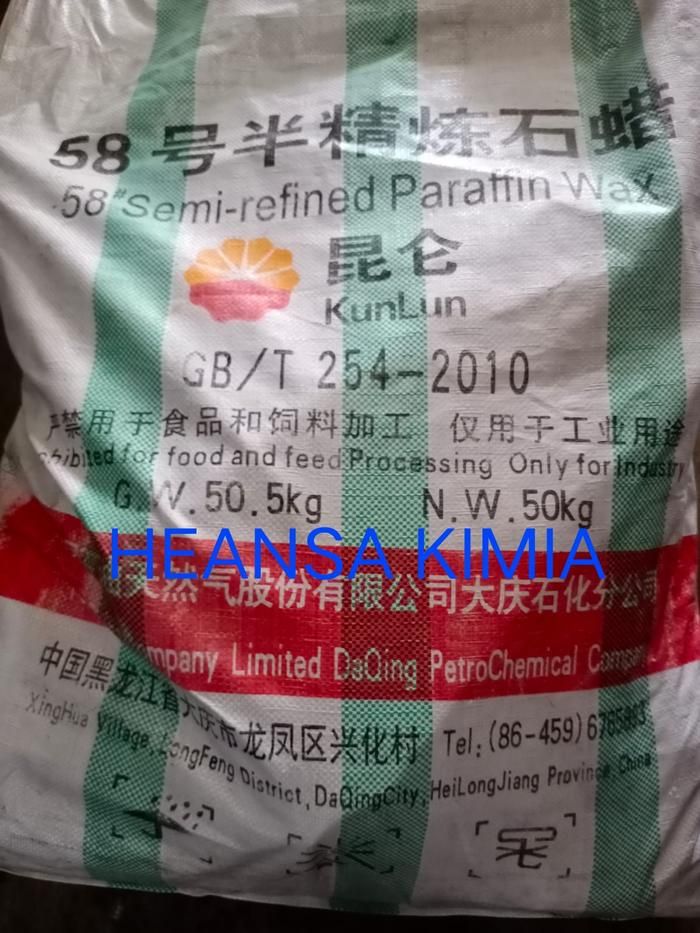 58号半精炼石蜡
58#Semi-refined Paraffin Wax
昆仑
KunLun
GB/T 254-2010
严禁用于食品和饲料加工 仅用于工业用途
for food and feed Processing Only for Industry
G.W.50.5kg N.W.50kg
HEANSA KIMIA
天然气股份有限公司大庆石化分公司
Limited DaQing PetroChemical Company
中国黑龙江省大庆市龙凤区兴化村 Tel:(86-459)
XingHua Village, LongFeng District, DaQingCity, HeiLongJiang Province, China